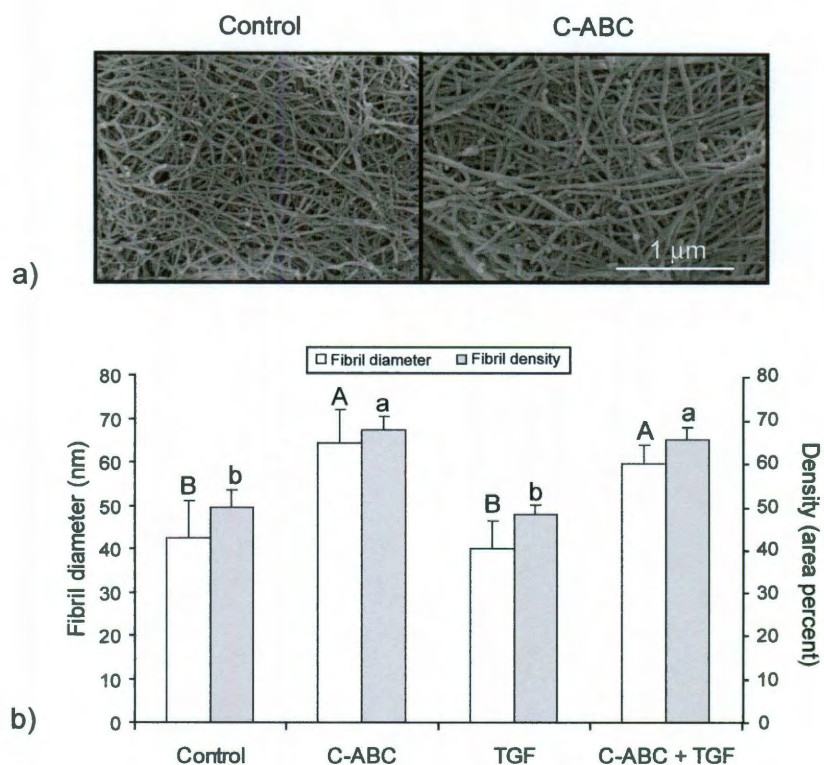 Control C-ABC
1 μm
a)
Fibril diameter Fibril density
80 80
70 70
60 60
50 50
40 40
30 30
20 20
10 10
0 0
Fibril diameter (nm)
Density (area percent)
B b A a B b A a
b)
Control C-ABC TGF C-ABC + TGF